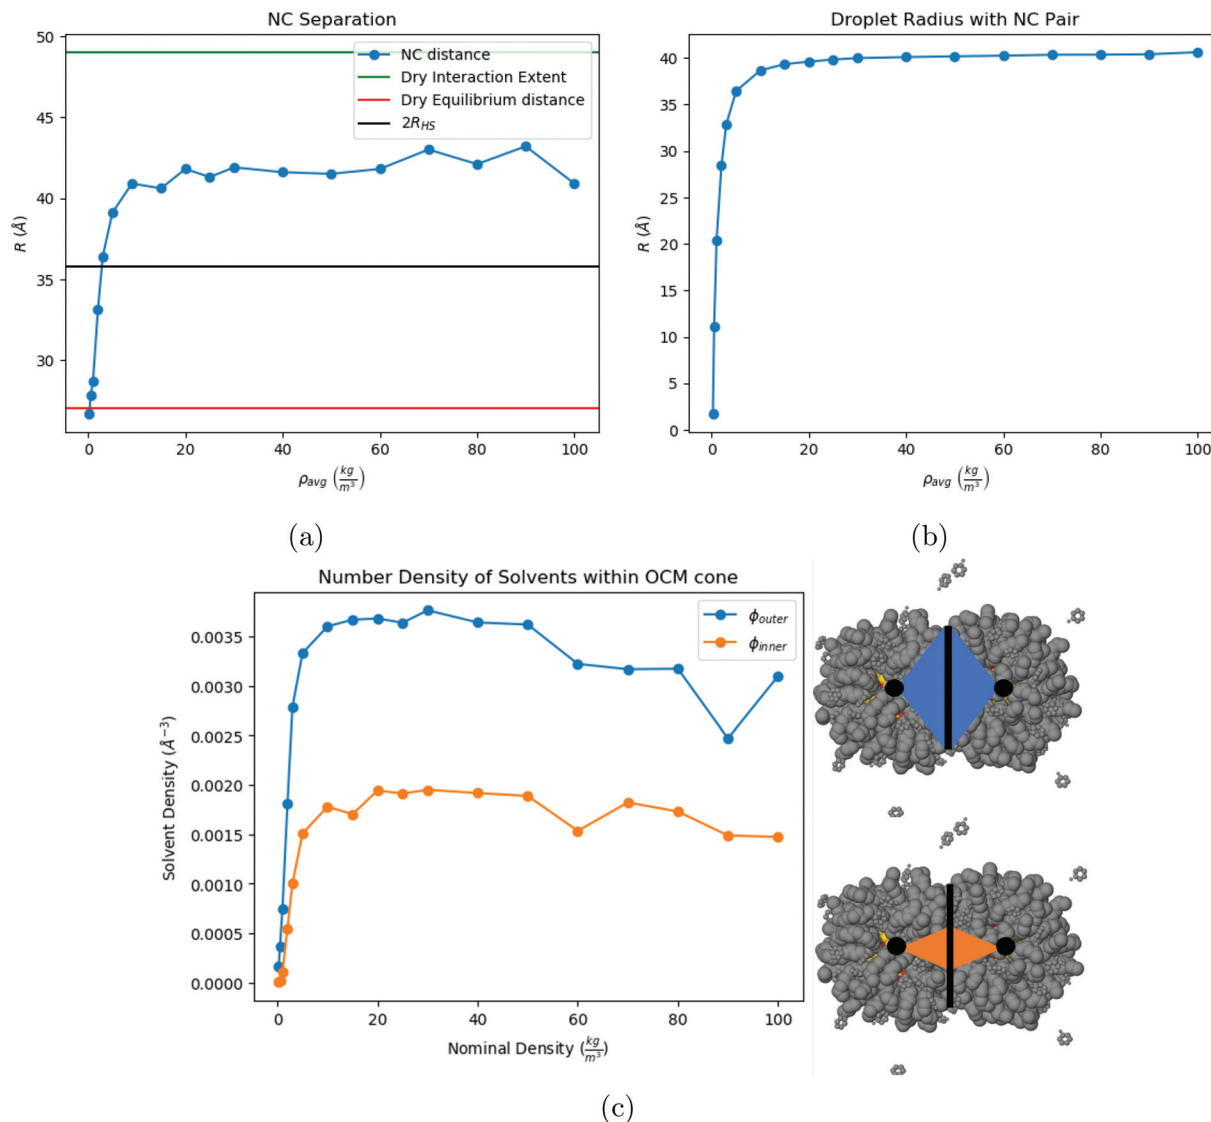 NC Separation
50
45
40
35
30
R (Å)
NC distance
Dry Interaction Extent
Dry Equilibrium distance
2R_HS
0 20 40 60 80 100
ρ_avg (kg/m³)
(a)
Droplet Radius with NC Pair
40
35
30
25
20
15
10
5
0
R (Å)
0 20 40 60 80 100
ρ_avg (kg/m³)
(b)
Number Density of Solvents within OCM cone
0.0035
0.0030
0.0025
0.0020
0.0015
0.0010
0.0005
0.0000
Solvent Density (Å⁻³)
ϕ_outer
ϕ_inner
0 20 40 60 80 100
Nominal Density (kg/m³)
(c)